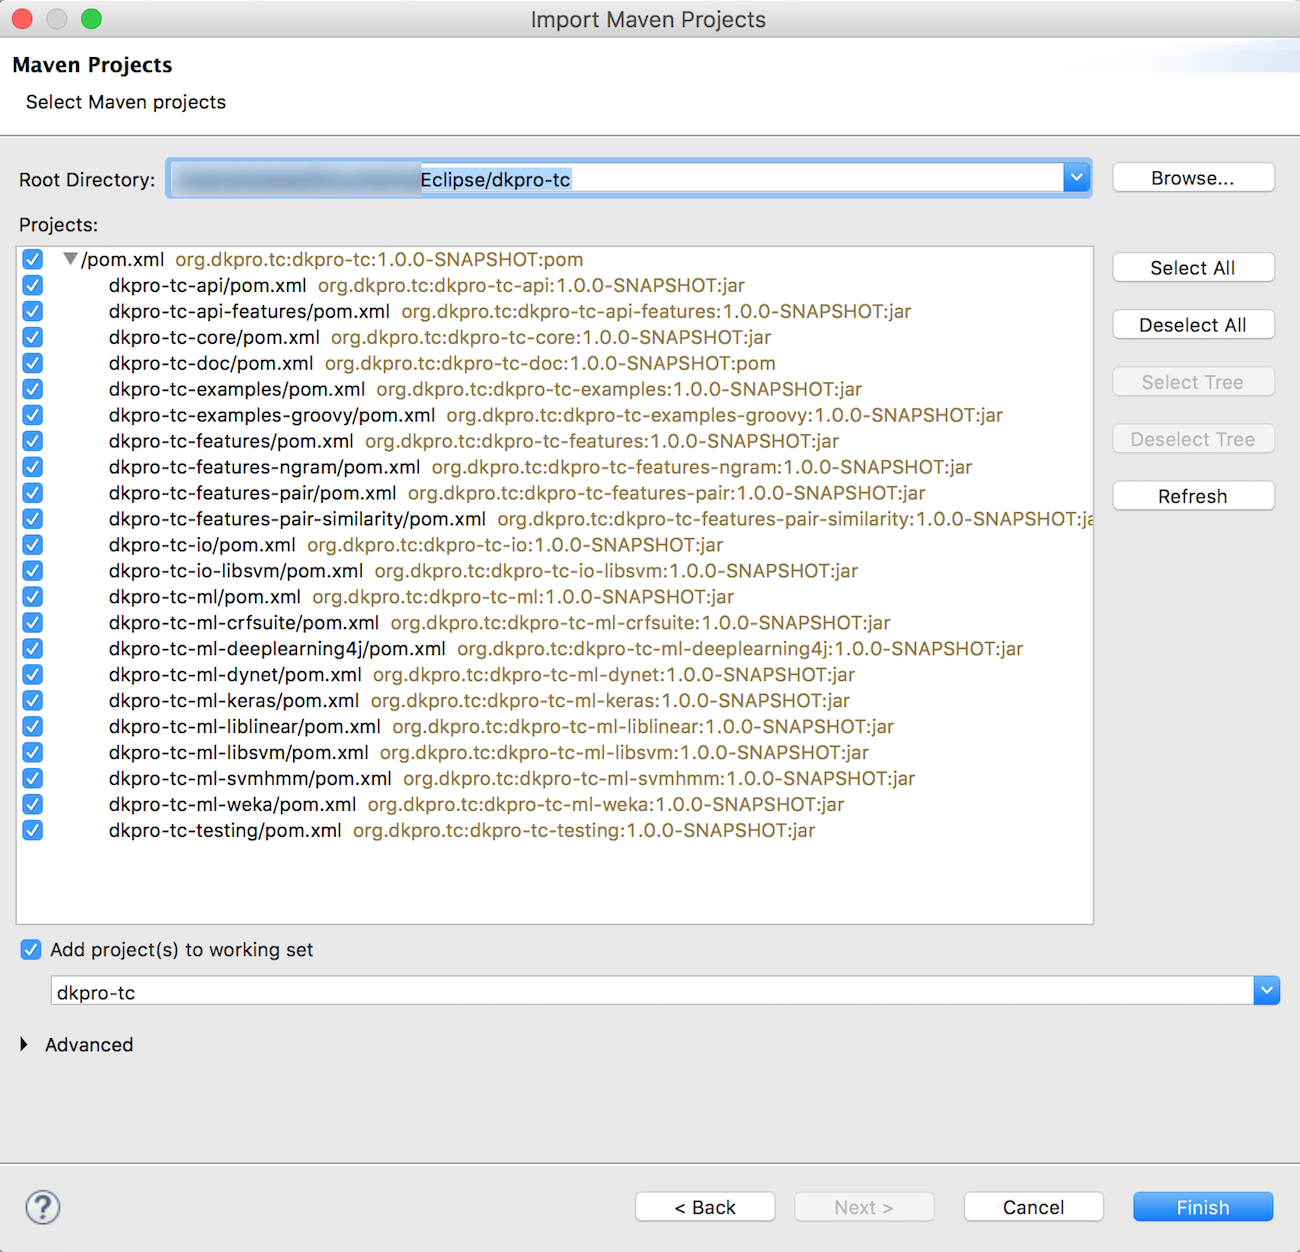 Import Maven Projects
Maven Projects
Select Maven projects
Root Directory: Eclipse/dkpro-tc Browse...
Projects:
/pom.xml org.dkpro.tc:dkpro-tc:1.0.0-SNAPSHOT:pom
dkpro-tc-api/pom.xml org.dkpro.tc:dkpro-tc-api:1.0.0-SNAPSHOT:jar
dkpro-tc-api-features/pom.xml org.dkpro.tc:dkpro-tc-api-features:1.0.0-SNAPSHOT:jar
dkpro-tc-core/pom.xml org.dkpro.tc:dkpro-tc-core:1.0.0-SNAPSHOT:jar
dkpro-tc-doc/pom.xml org.dkpro.tc:dkpro-tc-doc:1.0.0-SNAPSHOT:pom
dkpro-tc-examples/pom.xml org.dkpro.tc:dkpro-tc-examples:1.0.0-SNAPSHOT:jar
dkpro-tc-examples-groovy/pom.xml org.dkpro.tc:dkpro-tc-examples-groovy:1.0.0-SNAPSHOT:jar
dkpro-tc-features/pom.xml org.dkpro.tc:dkpro-tc-features:1.0.0-SNAPSHOT:jar
dkpro-tc-features-ngram/pom.xml org.dkpro.tc:dkpro-tc-features-ngram:1.0.0-SNAPSHOT:jar
dkpro-tc-features-pair/pom.xml org.dkpro.tc:dkpro-tc-features-pair:1.0.0-SNAPSHOT:jar
dkpro-tc-features-pair-similarity/pom.xml org.dkpro.tc:dkpro-tc-features-pair-similarity:1.0.0-SNAPSHOT:ja
dkpro-tc-io/pom.xml org.dkpro.tc:dkpro-tc-io:1.0.0-SNAPSHOT:jar
dkpro-tc-io-libsvm/pom.xml org.dkpro.tc:dkpro-tc-io-libsvm:1.0.0-SNAPSHOT:jar
dkpro-tc-ml/pom.xml org.dkpro.tc:dkpro-tc-ml:1.0.0-SNAPSHOT:jar
dkpro-tc-ml-crfsuite/pom.xml org.dkpro.tc:dkpro-tc-ml-crfsuite:1.0.0-SNAPSHOT:jar
dkpro-tc-ml-deeplearning4j/pom.xml org.dkpro.tc:dkpro-tc-ml-deeplearning4j:1.0.0-SNAPSHOT:jar
dkpro-tc-ml-dynet/pom.xml org.dkpro.tc:dkpro-tc-ml-dynet:1.0.0-SNAPSHOT:jar
dkpro-tc-ml-keras/pom.xml org.dkpro.tc:dkpro-tc-ml-keras:1.0.0-SNAPSHOT:jar
dkpro-tc-ml-liblinear/pom.xml org.dkpro.tc:dkpro-tc-ml-liblinear:1.0.0-SNAPSHOT:jar
dkpro-tc-ml-libsvm/pom.xml org.dkpro.tc:dkpro-tc-ml-libsvm:1.0.0-SNAPSHOT:jar
dkpro-tc-ml-svmhmm/pom.xml org.dkpro.tc:dkpro-tc-ml-svmhmm:1.0.0-SNAPSHOT:jar
dkpro-tc-ml-weka/pom.xml org.dkpro.tc:dkpro-tc-ml-weka:1.0.0-SNAPSHOT:jar
dkpro-tc-testing/pom.xml org.dkpro.tc:dkpro-tc-testing:1.0.0-SNAPSHOT:jar
Select All
Deselect All
Select Tree
Deselect Tree
Refresh
Add project(s) to working set
dkpro-tc
Advanced
? < Back Next > Cancel Finish